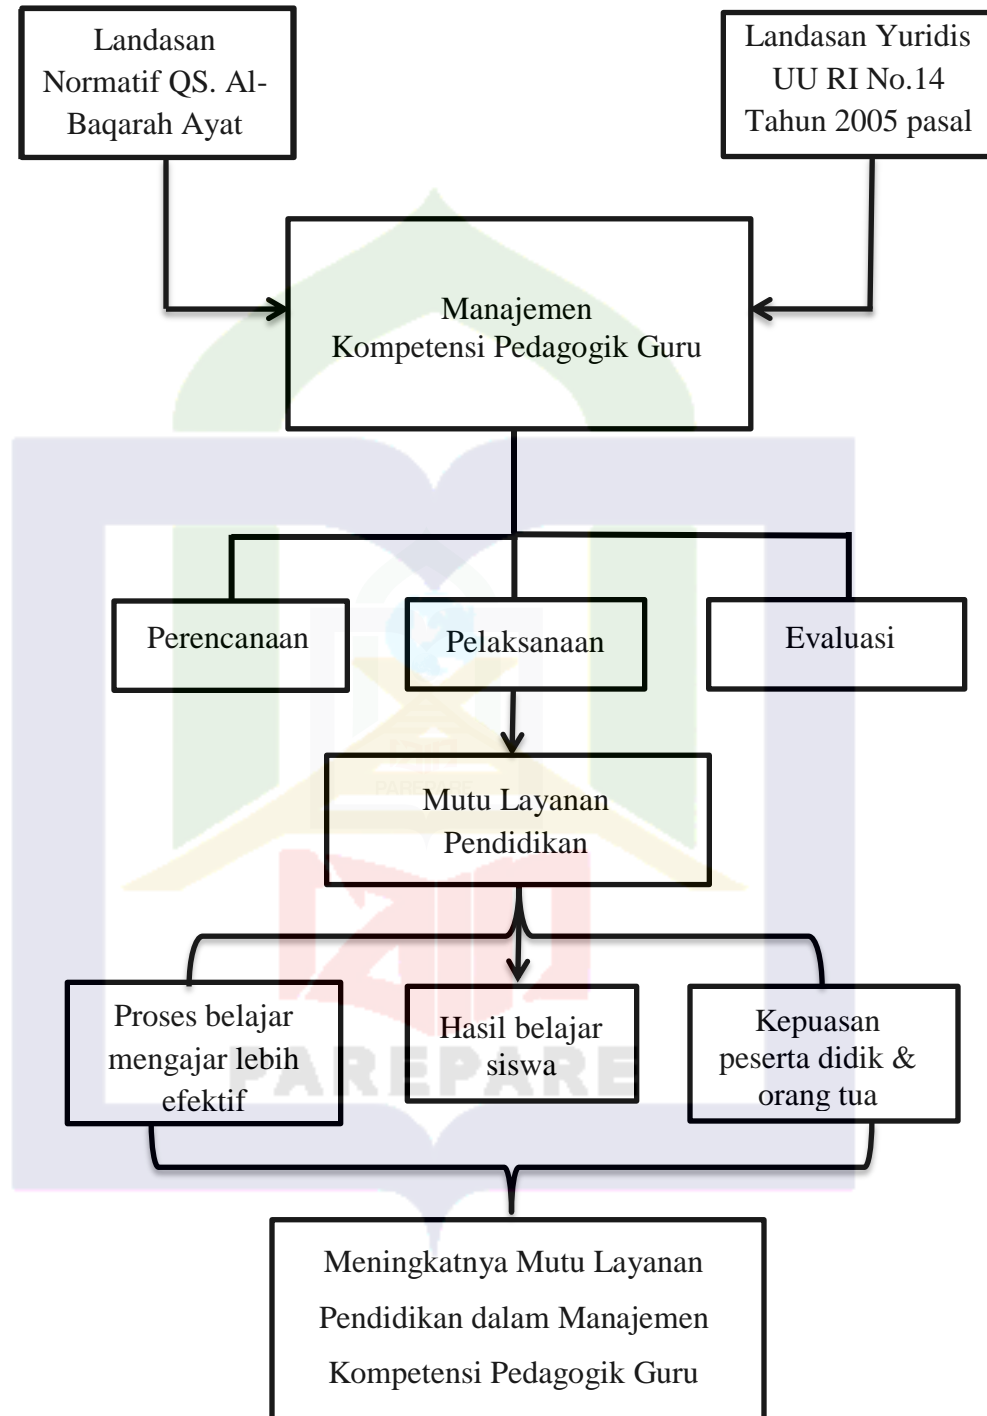 Landasan
Normatif QS. Al-
Baqarah Ayat
Landasan Yuridis
UU RI No.14
Tahun 2005 pasal
Manajemen
Kompetensi Pedagogik Guru
Perencanaan
Pelaksanaan
Evaluasi
Mutu Layanan
Pendidikan
PAREPARE
Proses belajar
mengajar lebih
efektif
Hasil belajar
siswa
Kepuasan
peserta didik &
orang tua
PAREPARE
Meningkatnya Mutu Layanan
Pendidikan dalam Manajemen
Kompetensi Pedagogik Guru